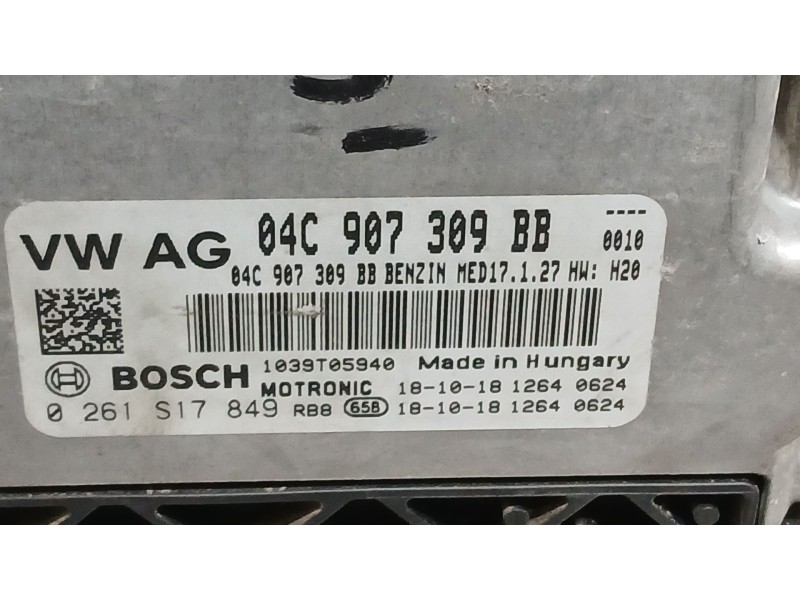 VW AG 04C 907 309 BB ----
0010
04C 907 309 BB BENZIN MED17.1.27 HW: H20
1039T05940 Made in Hungary
BOSCH MOTRONIC 18-10-18 1264 0624
0 261 S17 849 RB8 65B 18-10-18 1264 0624